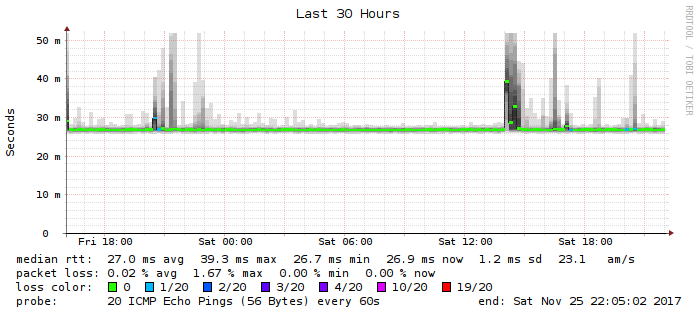 Last 30 Hours
RRDTOOL / TOBI OETIKER
Seconds
50 m
40 m
30 m
20 m
10 m
0
Fri 18:00 Sat 00:00 Sat 06:00 Sat 12:00 Sat 18:00
median rtt: 27.0 ms avg 39.3 ms max 26.7 ms min 26.9 ms now 1.2 ms sd 23.1 am/s
packet loss: 0.02 % avg 1.67 % max 0.00 % min 0.00 % now
loss color: 0 1/20 2/20 3/20 4/20 10/20 19/20
probe: 20 ICMP Echo Pings (56 Bytes) every 60s end: Sat Nov 25 22:05:02 2017